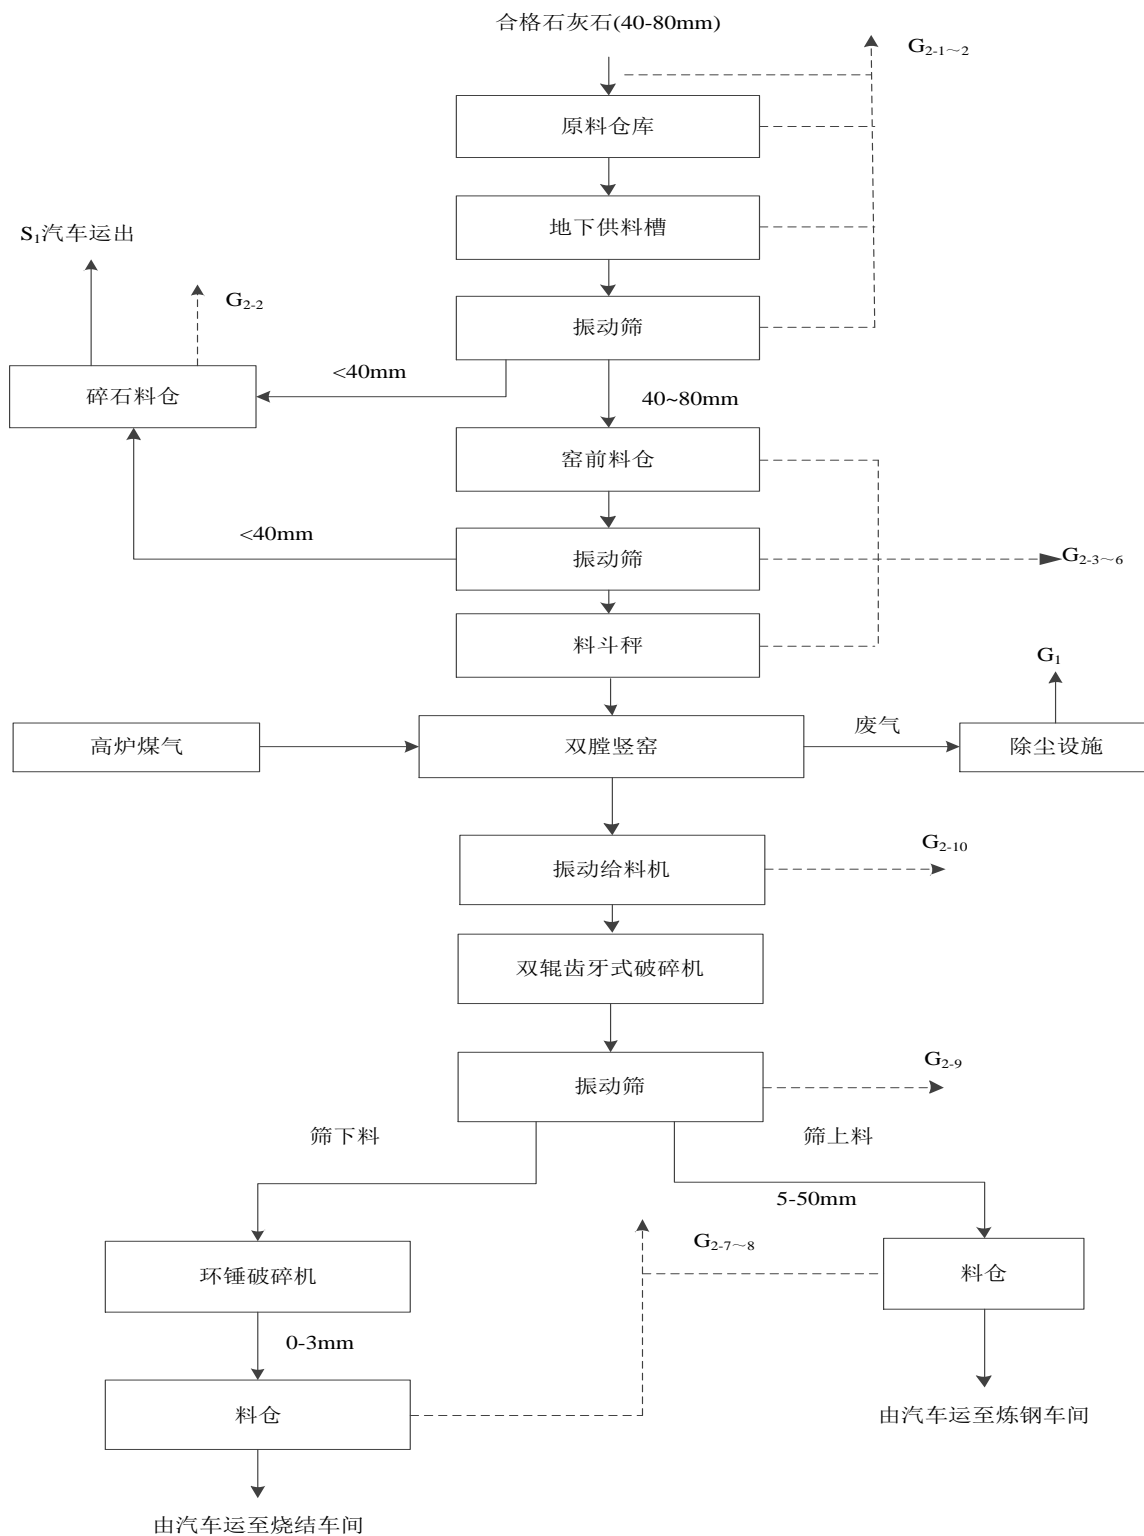 合格石灰石(40-80mm)
G2-1～2
原料仓库
地下供料槽
S1汽车运出
G2-2
振动筛
<40mm
碎石料仓
40~80mm
窑前料仓
<40mm
振动筛
G2-3～6
料斗秤
G1
高炉煤气
双膛竖窑
废气
除尘设施
G2-10
振动给料机
双辊齿牙式破碎机
G2-9
振动筛
筛下料
筛上料
5-50mm
G2-7～8
环锤破碎机
料仓
0-3mm
料仓
由汽车运至炼钢车间
由汽车运至烧结车间